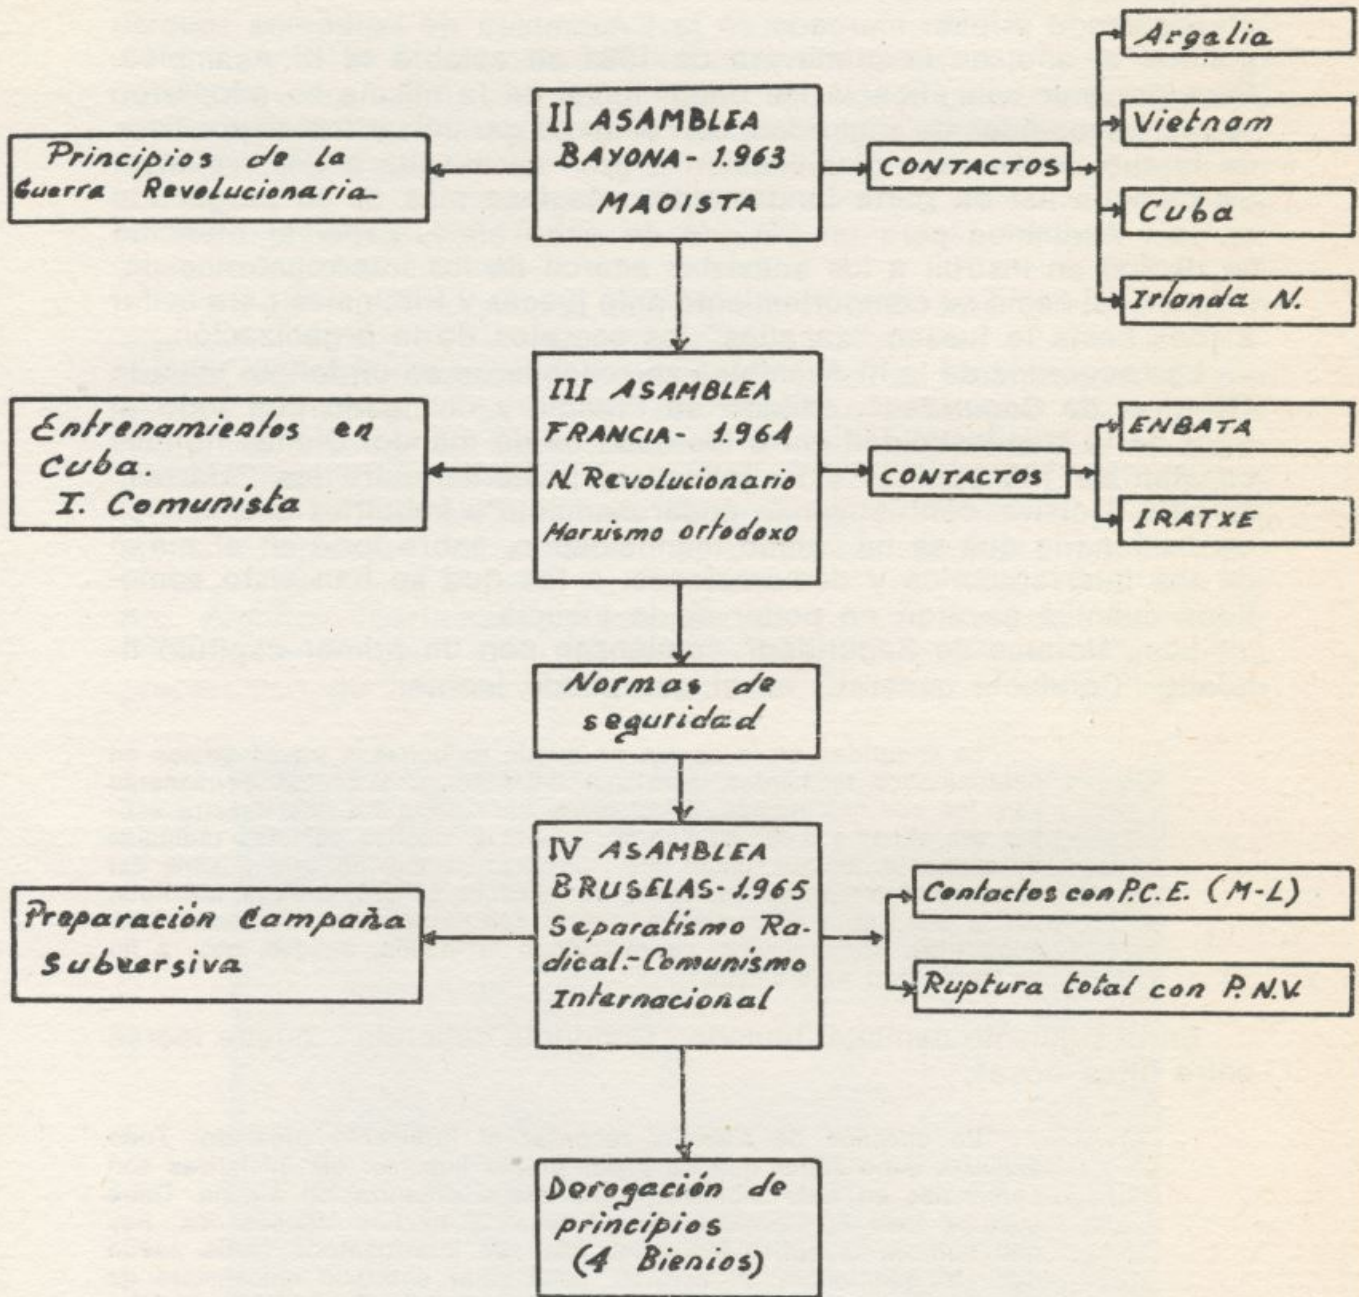 Argalia
II ASAMBLEA
BAYONA- 1.963
MAOISTA
Vietnam
Principios de la
Guerra Revolucionaria.
CONTACTOS
Cuba
Irlanda N.
III ASAMBLEA
FRANCIA- 1.964
N. Revolucionario
Marxismo ortodoxo
Entrenamientos en
Cuba.
I. Comunista
CONTACTOS
ENBATA
IRATXE
Normas de
seguridad
IV ASAMBLEA
BRUSELAS- 1.965
Separatismo Ra-
dical.-Comunismo
Internacional
Preparación Campaña
Subversiva
Contactos con P.C.E. (M-L)
Ruptura total con P.N.V.
Derogación de
principios
(4 Bienios)